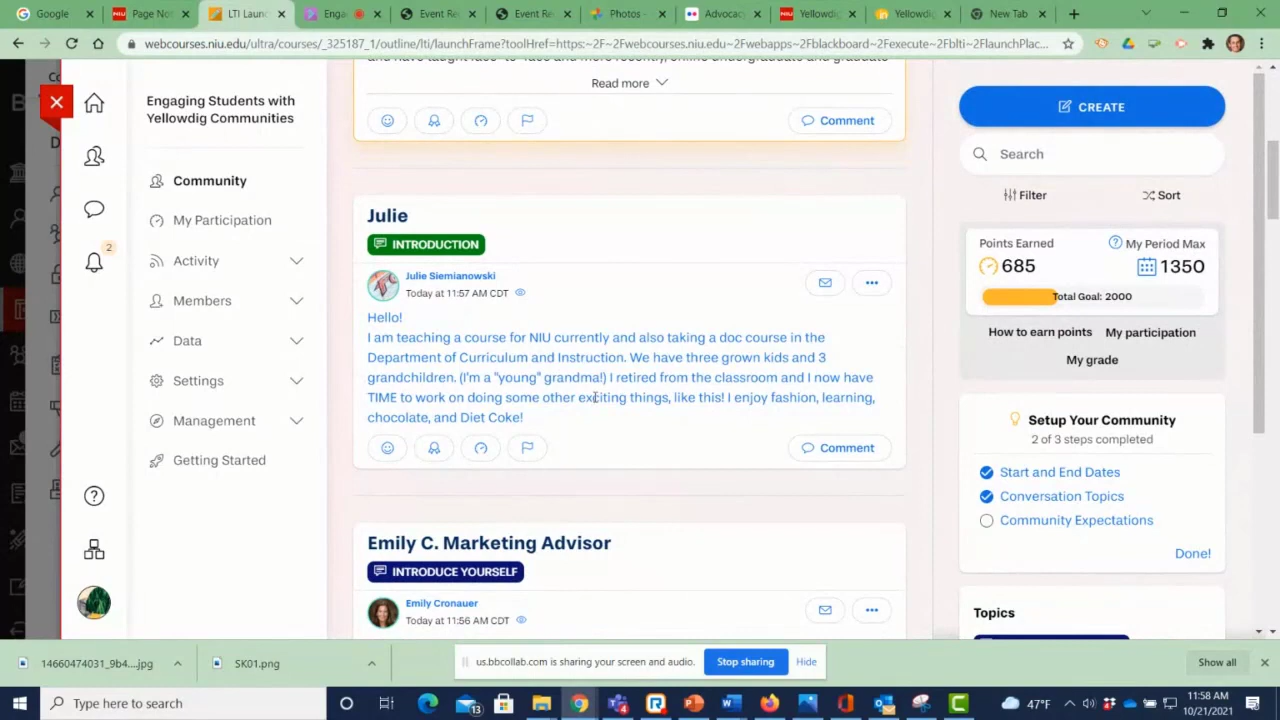 Google
Page Not
LTI Launc
Enga
Event Re
Event Re
Photos -
Advocacy
Yellowdig
Yellowdig
New Tab
webcourses.niu.edu/ultra/courses/_325187_1/outline/lti/launchFrame?toolHref=https:~2F~2Fwebcourses.niu.edu~2Fwebapps~2Fblackboard~2Fexecute~2Fblti~2FlaunchPlac...
Engaging Students with
Yellowdig Communities
Community
My Participation
Activity
Members
Data
Settings
Management
Getting Started
2
Read more
Comment
Julie
INTRODUCTION
Julie Siemianowski
Today at 11:57 AM CDT
Hello!
I am teaching a course for NIU currently and also taking a doc course in the
Department of Curriculum and Instruction. We have three grown kids and 3
grandchildren. (I'm a "young" grandma!) I retired from the classroom and I now have
TIME to work on doing some other exciting things, like this! I enjoy fashion, learning,
chocolate, and Diet Coke!
Comment
Emily C. Marketing Advisor
INTRODUCE YOURSELF
Emily Cronauer
Today at 11:56 AM CDT
CREATE
Search
Filter
Sort
Points Earned
My Period Max
685
1350
Total Goal: 2000
How to earn points
My participation
My grade
Setup Your Community
2 of 3 steps completed
Start and End Dates
Conversation Topics
Community Expectations
Done!
Topics
14660474031_9b4....jpg
SK01.png
us.bbcollab.com is sharing your screen and audio.
Stop sharing
Hide
Show all
Type here to search
13
47°F
11:58 AM
10/21/2021